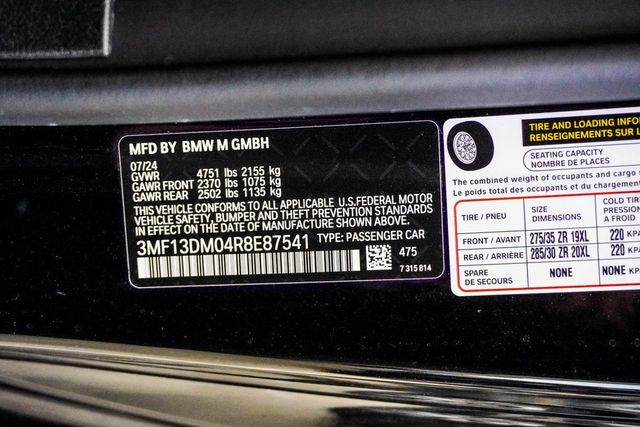 MFD BY BMW M GMBH
07/24
GVWR 4751 lbs 2155 kg
GAWR FRONT 2370 lbs 1075 kg
GAWR REAR 2502 lbs 1135 kg
THIS VEHICLE CONFORMS TO ALL APPLICABLE U.S.FEDERAL MOTOR
VEHICLE SAFETY, BUMPER AND THEFT PREVENTION STANDARDS
IN EFFECT ON THE DATE OF MANUFACTURE SHOWN ABOVE.
3MF13DM04R8E87541 TYPE: PASSENGER CAR
475
7 315 814
TIRE AND LOADING INFO
RENSEIGNEMENTS SUR L
SEATING CAPACITY
NOMBRE DE PLACES
The combined weight of occupants and cargo
Le poids total des occupants et du chargement
TIRE / PNEU SIZE DIMENSIONS COLD TIR
PRESSION
A FROID
FRONT / AVANT 275/35 ZR 19XL 220 KPA
REAR / ARRIÈRE 285/30 ZR 20XL 220 KPA
SPARE
DE SECOURS NONE NONE KPA